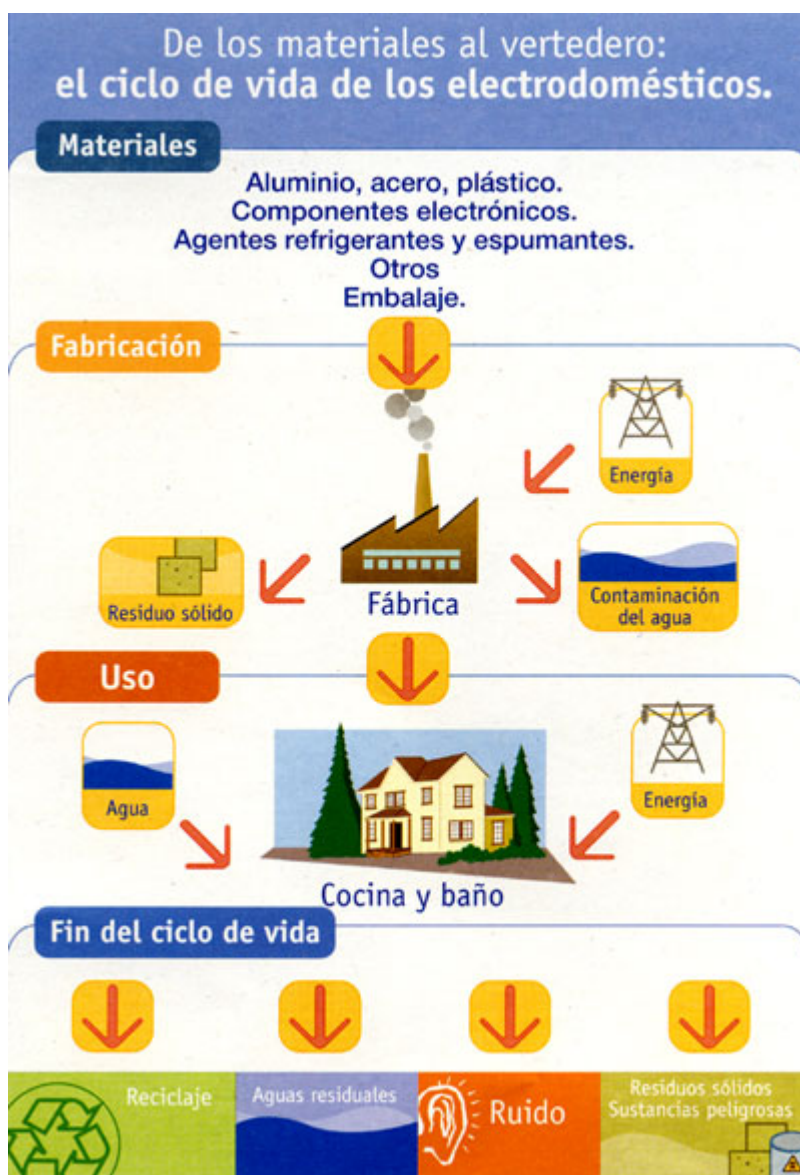 De los materiales al vertedero:
el ciclo de vida de los electrodomésticos.
Materiales
Aluminio, acero, plástico.
Componentes electrónicos.
Agentes refrigerantes y espumantes.
Otros
Embalaje.
Fabricación
Energía
Residuo sólido
Fábrica
Contaminación
del agua
Uso
Agua
Energía
Cocina y baño
Fin del ciclo de vida
Reciclaje
Aguas residuales
Ruido
Residuos sólidos
Sustancias peligrosas